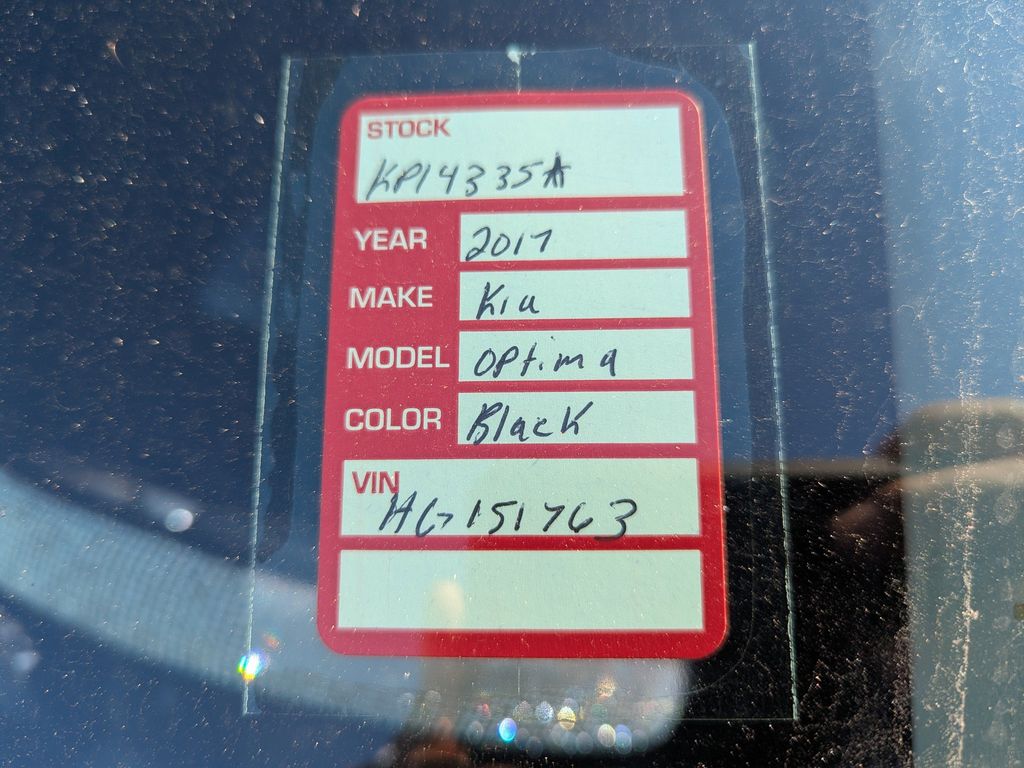 STOCK
KP14335A
YEAR 2017
MAKE Kia
MODEL Optima
COLOR Black
VIN
HG151763